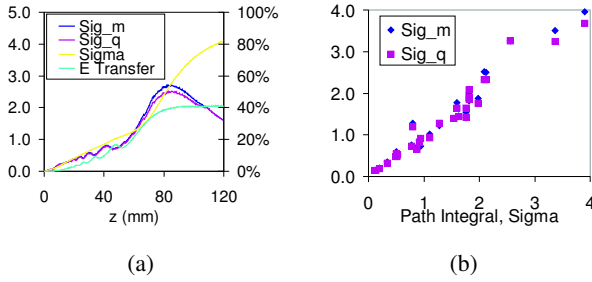 5.0
4.0
3.0
2.0
1.0
0.0
Sig_m
Sig_q
Sigma
E Transfer
100%
80%
60%
40%
20%
0%
0 40 80 120
z (mm)
(a)
4.0
3.0
2.0
1.0
0.0
Sig_m
Sig_q
0 1 2 3 4
Path Integral, Sigma
(b)